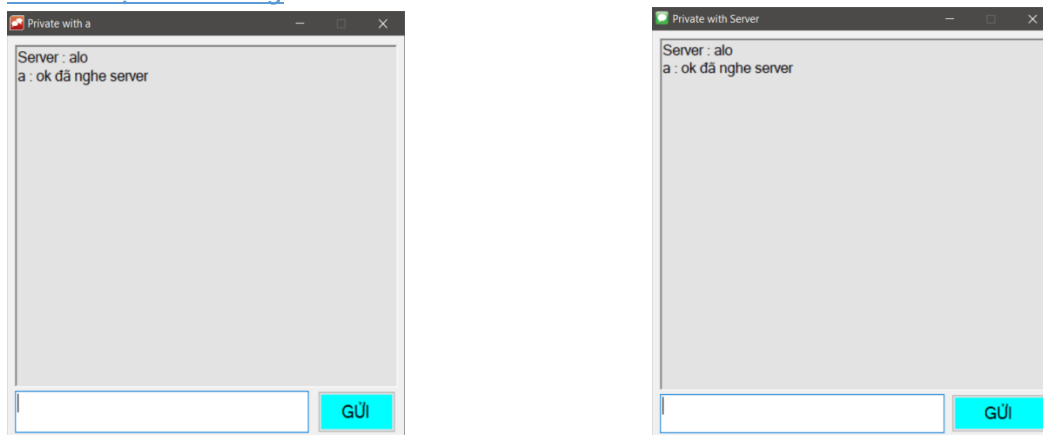 Private with a
Server : alo
a : ok đã nghe server
GỬI
Private with Server
Server : alo
a : ok đã nghe server
GỬI